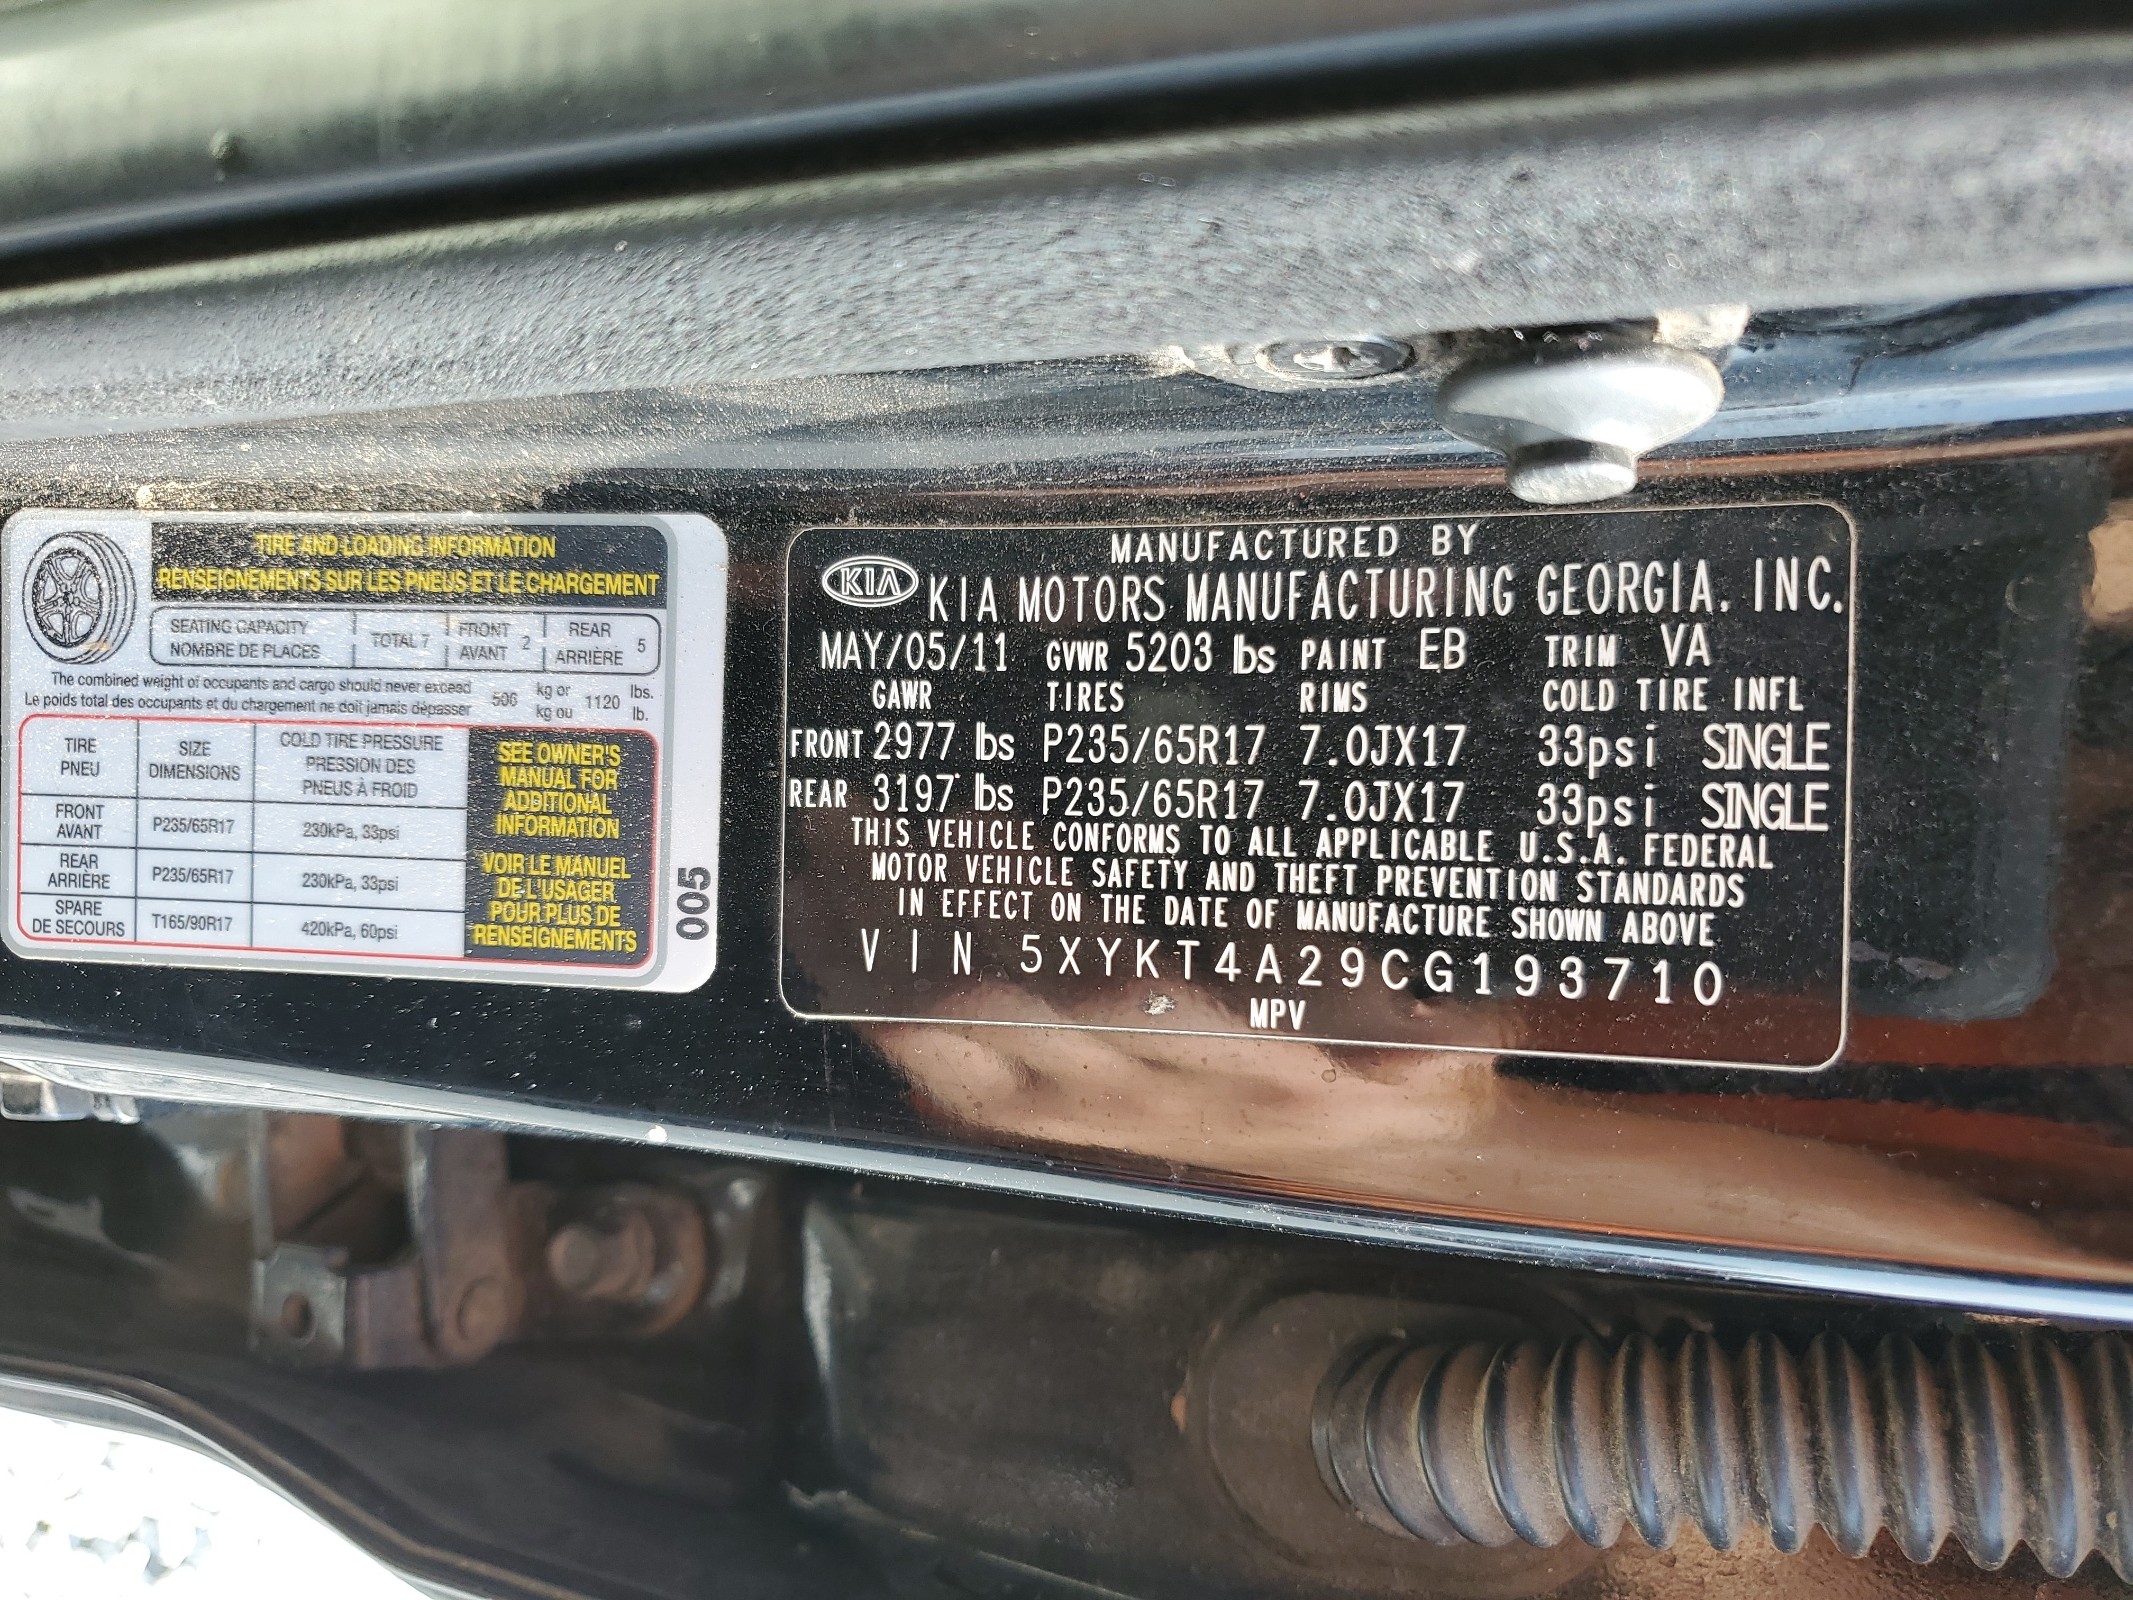 TIRE AND LOADING INFORMATION
RENSEIGNEMENTS SUR LES PNEUS ET LE CHARGEMENT
SEATING CAPACITY
NOMBRE DE PLACES
TOTAL 7
FRONT
AVANT 2
REAR
ARRIÈRE 5
The combined weight of occupants and cargo should never exceed 506 kg or 1120 lbs.
Le poids total des occupants et du chargement ne doit jamais dépasser kg ou lb.
TIRE
PNEU
SIZE
DIMENSIONS
COLD TIRE PRESSURE
PRESSION DES
PNEUS À FROID
FRONT
AVANT
P235/65R17
230kPa, 33psi
REAR
ARRIÈRE
P235/65R17
230kPa, 33psi
SPARE
DE SECOURS
T165/90R17
420kPa, 60psi
SEE OWNER'S
MANUAL FOR
ADDITIONAL
INFORMATION
VOIR LE MANUEL
DE L'USAGER
POUR PLUS DE
RENSEIGNEMENTS
005
MANUFACTURED BY
KIA KIA MOTORS MANUFACTURING GEORGIA, INC.
MAY/05/11 GVWR 5203 lbs PAINT EB TRIM VA
GAWR TIRES RIMS COLD TIRE INFL
FRONT 2977 lbs P235/65R17 7.0JX17 33psi SINGLE
REAR 3197 lbs P235/65R17 7.0JX17 33psi SINGLE
THIS VEHICLE CONFORMS TO ALL APPLICABLE U.S.A. FEDERAL
MOTOR VEHICLE SAFETY AND THEFT PREVENTION STANDARDS
IN EFFECT ON THE DATE OF MANUFACTURE SHOWN ABOVE
VIN 5XYKT4A29CG193710
MPV